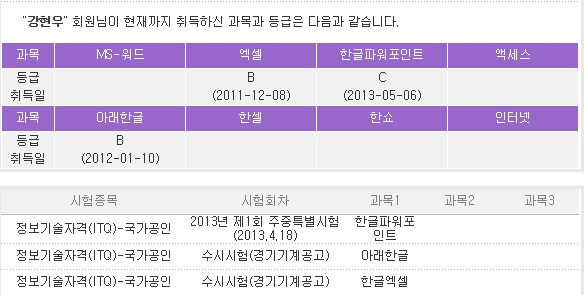 "강현우" 회원님이 현재까지 취득하신 과목과 등급은 다음과 같습니다.
과목 MS-워드 엑셀 한글파워포인트 액세스
등급 B C
취득일 (2011-12-08) (2013-05-06)
과목 아래한글 한셀 한쇼 인터넷
등급 B
취득일 (2012-01-10)
시험종목 시험회차 과목1 과목2 과목3
정보기술자격(ITQ)-국가공인 2013년 제1회 주중특별시험 한글파워포
(2013.4.18) 인트
정보기술자격(ITQ)-국가공인 수시시험(경기기계공고) 아래한글
정보기술자격(ITQ)-국가공인 수시시험(경기기계공고) 한글엑셀